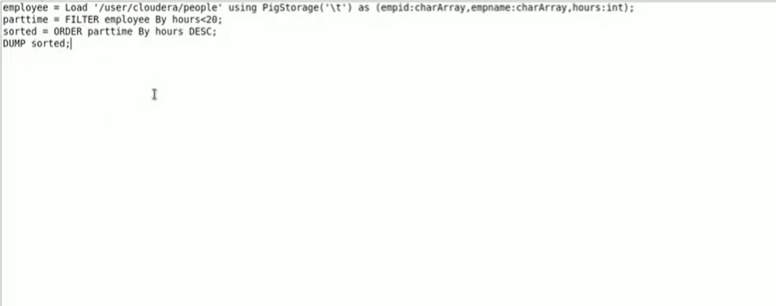 employee = Load '/user/cloudera/people' using PigStorage('\t') as (empid:charArray,empname:charArray,hours:int);
parttime = FILTER employee By hours<20;
sorted = ORDER parttime By hours DESC;
DUMP sorted;